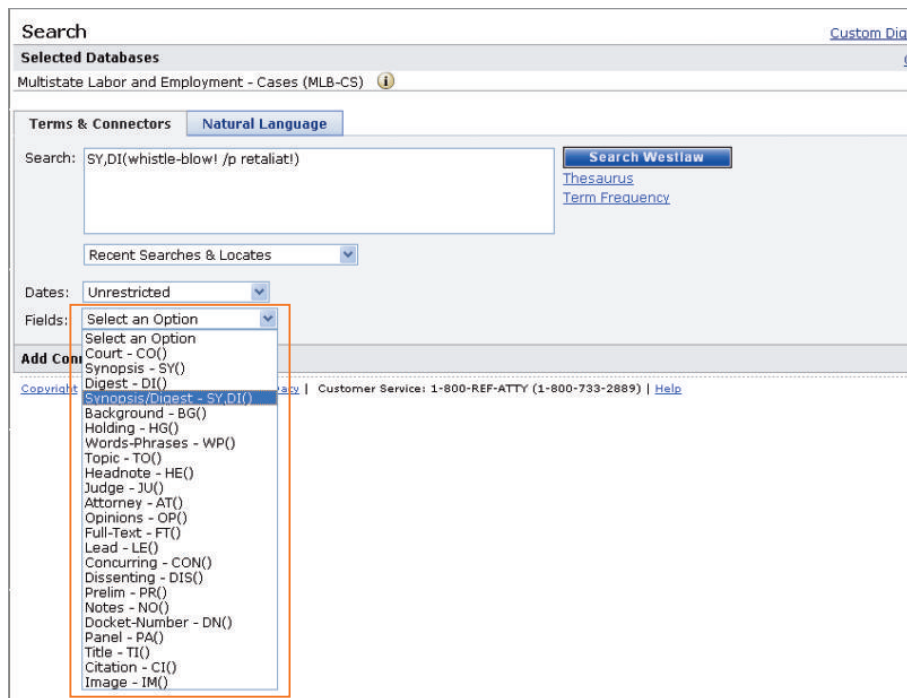 Search
Custom Dig
Selected Databases
Multistate Labor and Employment - Cases (MLB-CS)
Terms & Connectors Natural Language
Search: SY,DI(whistle-blow! /p retaliat!)
Search Westlaw
Thesaurus
Term Frequency
Recent Searches & Locates
Dates: Unrestricted
Fields: Select an Option
Select an Option
Court - CO()
Synopsis - SY()
Digest - DI()
Synopsis/Digest - SY,DI()
Background - BG()
Holding - HG()
Words-Phrases - WP()
Topic - TO()
Headnote - HE()
Judge - JU()
Attorney - AT()
Opinions - OP()
Full-Text - FT()
Lead - LE()
Concurring - CON()
Dissenting - DIS()
Prelim - PR()
Notes - NO()
Docket-Number - DN()
Panel - PA()
Title - TI()
Citation - CI()
Image - IM()
Add Con
Copyright acy | Customer Service: 1-800-REF-ATTY (1-800-733-2889) | Help